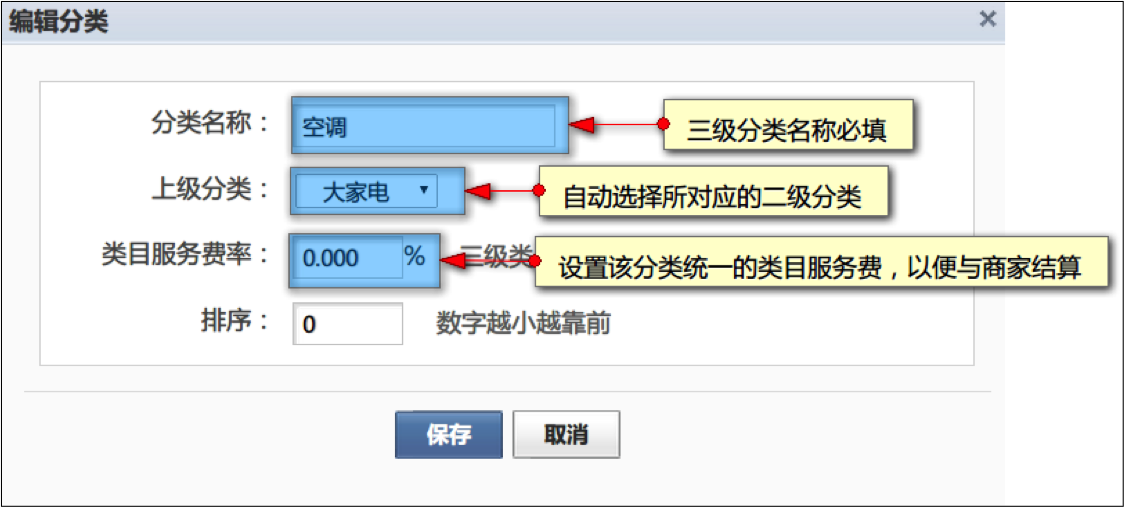 编辑分类 ×
分类名称： 空调 三级分类名称必填
上级分类： 大家电 自动选择所对应的二级分类
类目服务费率： 0.000 % 三级类 设置该分类统一的类目服务费，以便与商家结算
排序： 0 数字越小越靠前
保存 取消